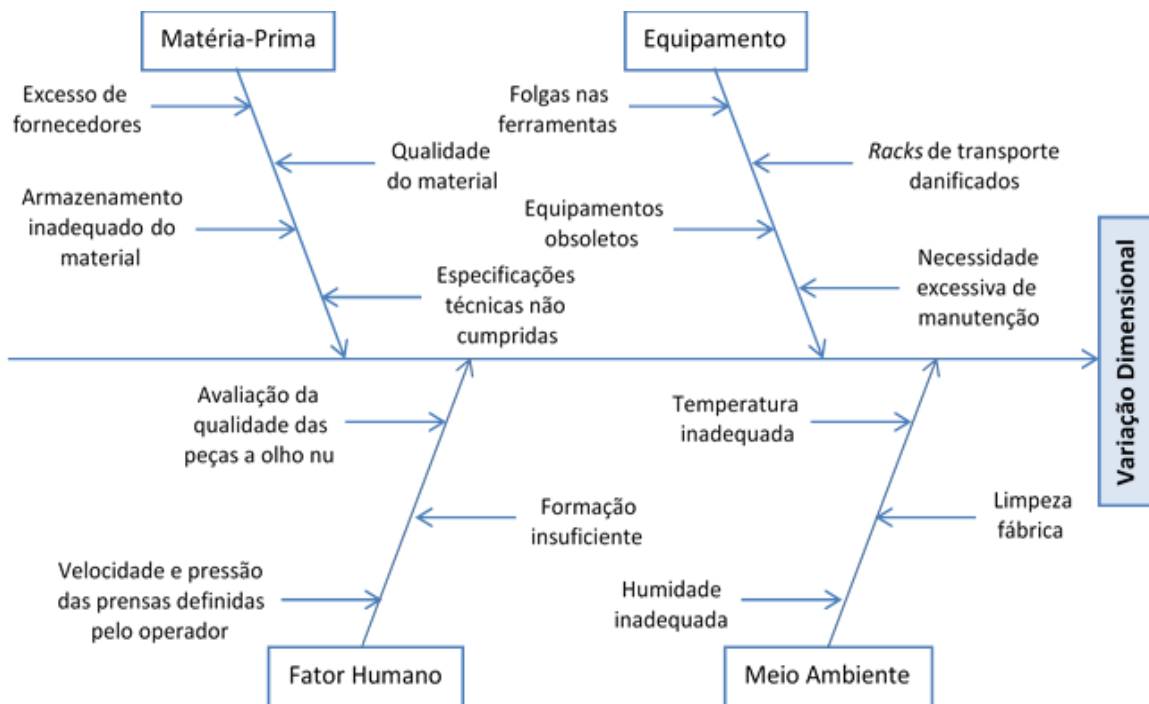 Matéria-Prima
Equipamento
Excesso de
fornecedores
Qualidade
do material
Armazenamento
inadequado do
material
Especificações
técnicas não
cumpridas
Folgas nas
ferramentas
Racks de transporte
danificados
Equipamentos
obsoletos
Necessidade
excessiva de
manutenção
Variação Dimensional
Avaliação da
qualidade das
peças a olho nu
Formação
insuficiente
Velocidade e pressão
das prensas definidas
pelo operador
Temperatura
inadequada
Limpeza
fábrica
Humidade
inadequada
Fator Humano
Meio Ambiente